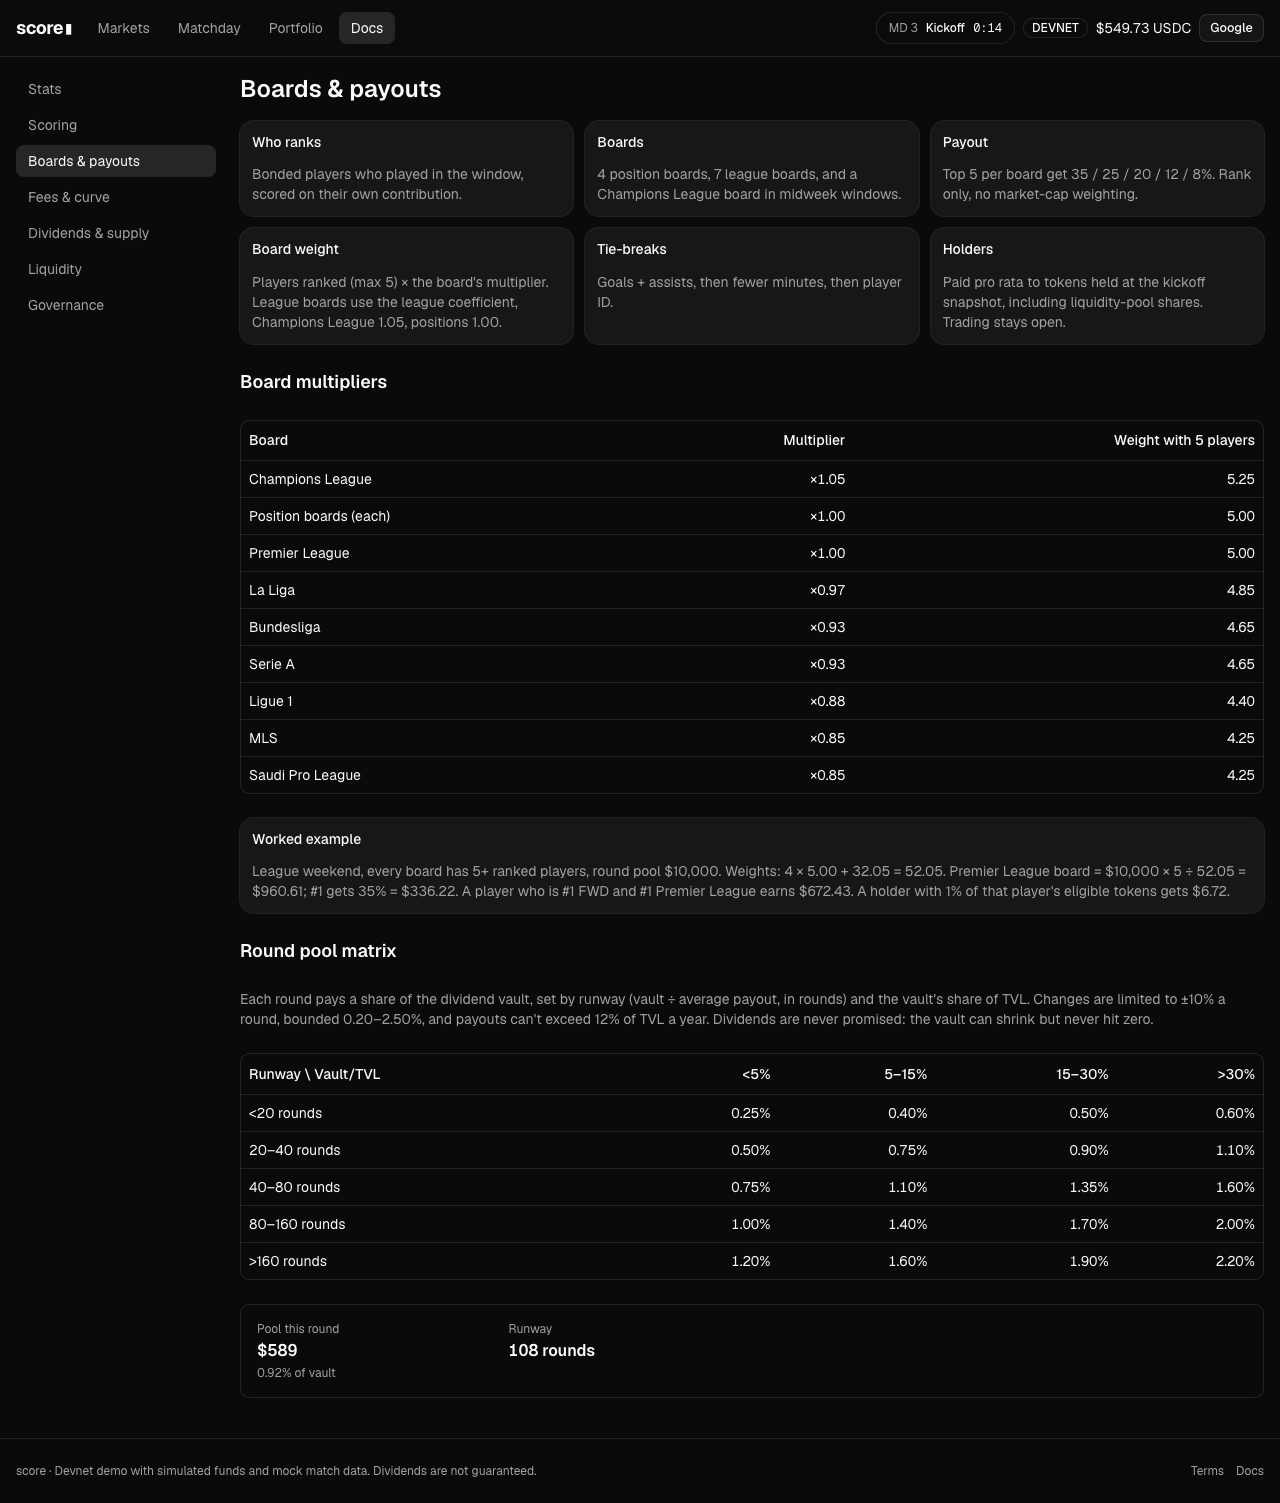 score
Markets
Matchday
Portfolio
Docs
MD 3 Kickoff 0:14
DEVNET
$549.73 USDC
Google
Stats
Scoring
Boards & payouts
Fees & curve
Dividends & supply
Liquidity
Governance
Boards & payouts
Who ranks
Bonded players who played in the window,
scored on their own contribution.
Boards
4 position boards, 7 league boards, and a
Champions League board in midweek windows.
Payout
Top 5 per board get 35 / 25 / 20 / 12 / 8%. Rank
only, no market-cap weighting.
Board weight
Players ranked (max 5) × the board's multiplier.
League boards use the league coefficient,
Champions League 1.05, positions 1.00.
Tie-breaks
Goals + assists, then fewer minutes, then player
ID.
Holders
Paid pro rata to tokens held at the kickoff
snapshot, including liquidity-pool shares.
Trading stays open.
Board multipliers
Board Multiplier Weight with 5 players
Champions League ×1.05 5.25
Position boards (each) ×1.00 5.00
Premier League ×1.00 5.00
La Liga ×0.97 4.85
Bundesliga ×0.93 4.65
Serie A ×0.93 4.65
Ligue 1 ×0.88 4.40
MLS ×0.85 4.25
Saudi Pro League ×0.85 4.25
Worked example
League weekend, every board has 5+ ranked players, round pool $10,000. Weights: 4 × 5.00 + 32.05 = 52.05. Premier League board = $10,000 × 5 ÷ 52.05 =
$960.61; #1 gets 35% = $336.22. A player who is #1 FWD and #1 Premier League earns $672.43. A holder with 1% of that player's eligible tokens gets $6.72.
Round pool matrix
Each round pays a share of the dividend vault, set by runway (vault ÷ average payout, in rounds) and the vault's share of TVL. Changes are limited to ±10% a
round, bounded 0.20–2.50%, and payouts can't exceed 12% of TVL a year. Dividends are never promised: the vault can shrink but never hit zero.
Runway \ Vault/TVL <5% 5–15% 15–30% >30%
<20 rounds 0.25% 0.40% 0.50% 0.60%
20–40 rounds 0.50% 0.75% 0.90% 1.10%
40–80 rounds 0.75% 1.10% 1.35% 1.60%
80–160 rounds 1.00% 1.40% 1.70% 2.00%
>160 rounds 1.20% 1.60% 1.90% 2.20%
Pool this round
$589
0.92% of vault
Runway
108 rounds
score · Devnet demo with simulated funds and mock match data. Dividends are not guaranteed.
Terms
Docs